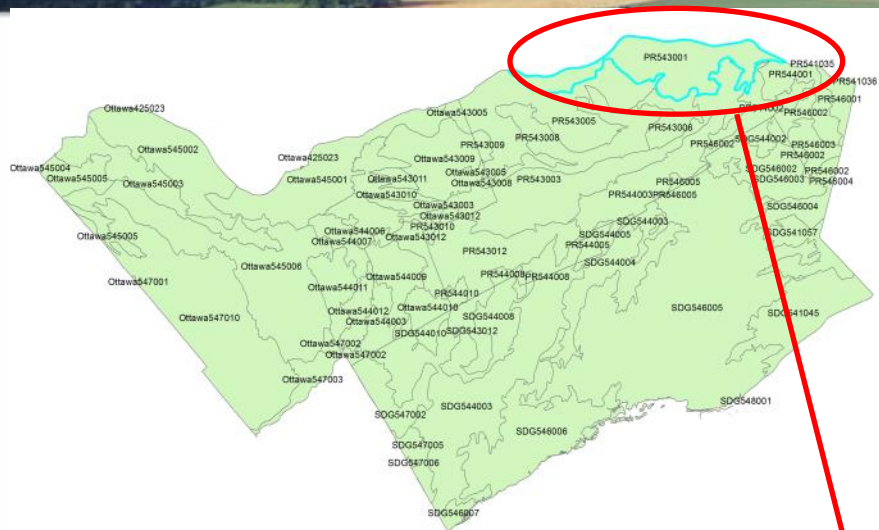 PR543001
PR541035
PR544001
PR541036
PR546001
Ottawa425023
Ottawa543005
PR546002
PR543005
PR543006
SDG544002
PR543008
PR543009
PR546002
PR546003
Ottawa545002
PR546002
Ottawa425023
Ottawa543009
Ottawa545004
SDG546002
PR546002
Ottawa543005
Ottawa545005
Ottawa545003
Ottawa545001
Ottawa543011
Ottawa543008
PR543003
PR546005
SDG546003
PR546004
Ottawa543010
PR544003
PR546005
Ottawa543003
SDG546004
Ottawa543012
SDG544003
PR543010
Ottawa545005
Ottawa544006
Ottawa543012
SDG544005
SDG541057
Ottawa544007
PR544005
PR543012
Ottawa545006
SDG544004
Ottawa547001
Ottawa544009
PR544008
PR544008
Ottawa544011
PR544010
Ottawa544012
Ottawa544010
SDG546005
Ottawa547010
SDG544008
SDG541045
Ottawa544003
SDG544010
SDG543012
Ottawa547002
Ottawa547002
Ottawa547003
SDG548001
SDG544003
SDG547002
SDG546006
SDG547005
SDG547006
SDG546007